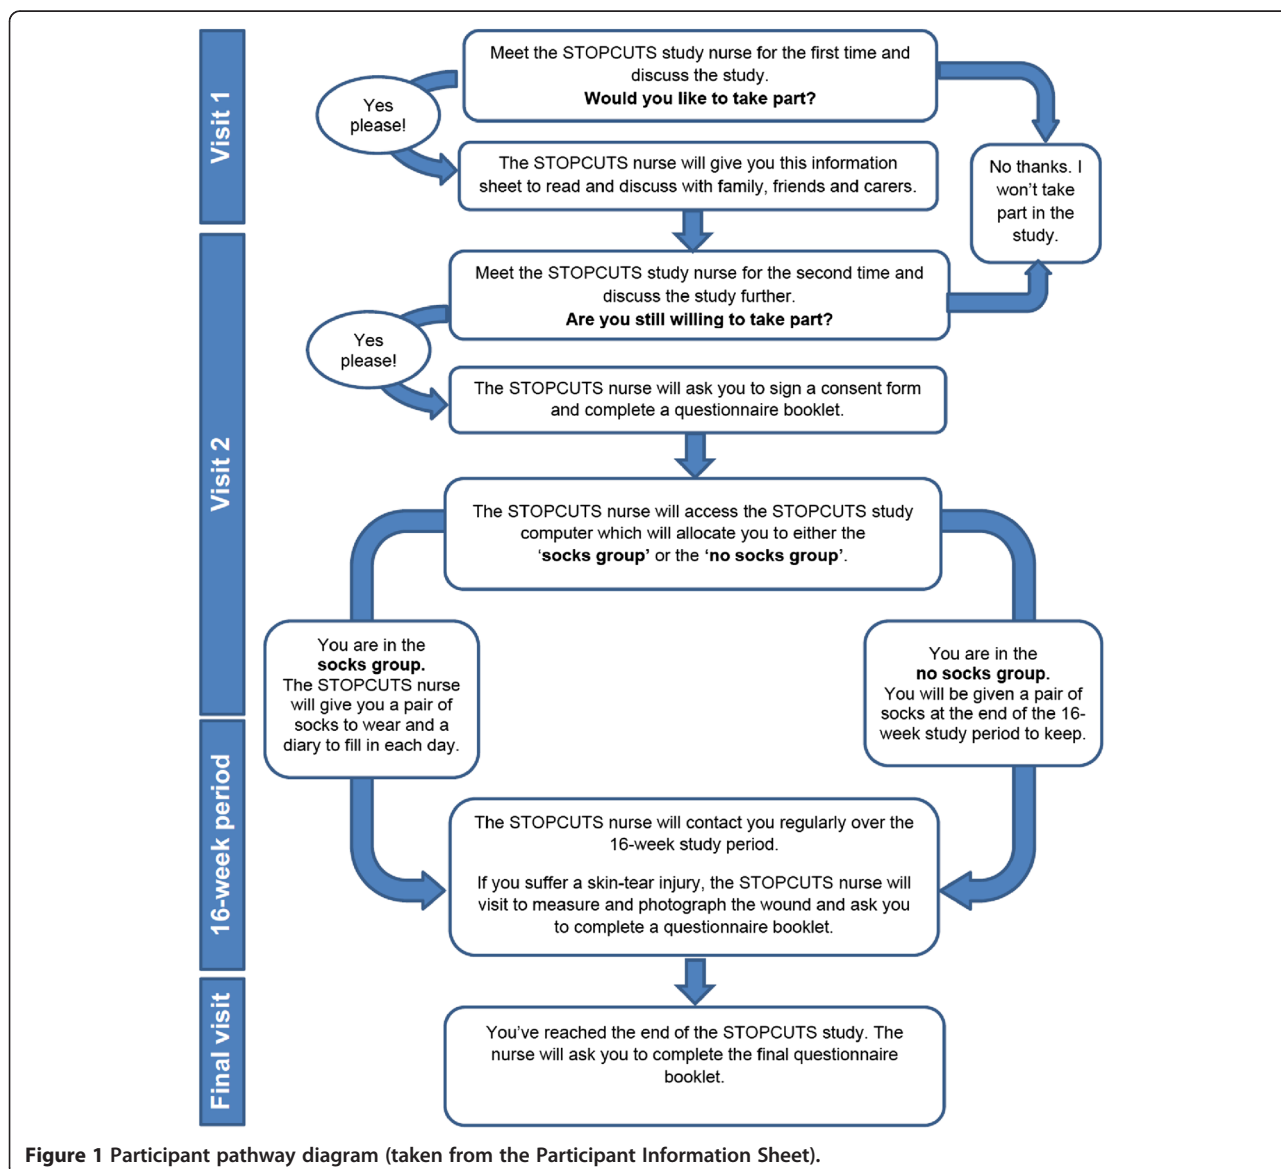 Visit 1
Meet the STOPCUTS study nurse for the first time and
discuss the study.
Would you like to take part?
Yes
please!
The STOPCUTS nurse will give you this information
sheet to read and discuss with family, friends and carers.
No thanks. I
won't take
part in the
study.
Visit 2
Meet the STOPCUTS study nurse for the second time and
discuss the study further.
Are you still willing to take part?
Yes
please!
The STOPCUTS nurse will ask you to sign a consent form
and complete a questionnaire booklet.
The STOPCUTS nurse will access the STOPCUTS study
computer which will allocate you to either the
‘socks group’ or the ‘no socks group’.
You are in the
socks group.
The STOPCUTS nurse
will give you a pair of
socks to wear and a
diary to fill in each day.
You are in the
no socks group.
You will be given a pair of
socks at the end of the 16-
week study period to keep.
16-week period
The STOPCUTS nurse will contact you regularly over the
16-week study period.
If you suffer a skin-tear injury, the STOPCUTS nurse will
visit to measure and photograph the wound and ask you
to complete a questionnaire booklet.
Final visit
You've reached the end of the STOPCUTS study. The
nurse will ask you to complete the final questionnaire
booklet.
Figure 1 Participant pathway diagram (taken from the Participant Information Sheet).